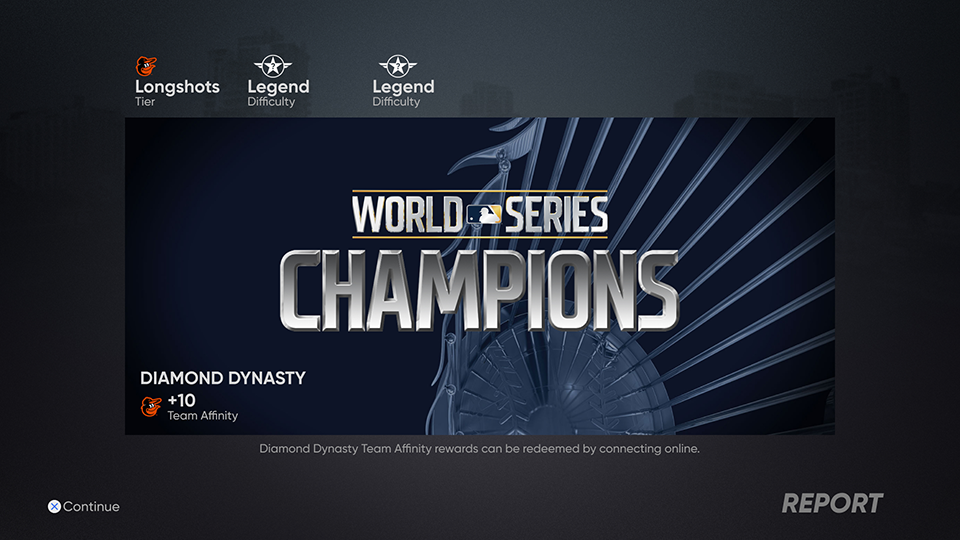 Longshots
Tier
Legend
Difficulty
Legend
Difficulty
WORLD SERIES
CHAMPIONS
DIAMOND DYNASTY
+10
Team Affinity
Diamond Dynasty Team Affinity rewards can be redeemed by connecting online.
Continue
REPORT